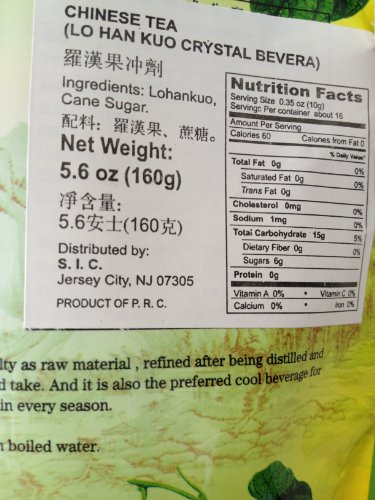 CHINESE TEA
(LO HAN KUO CRYSTAL BEVERA)
羅漢果冲劑
Ingredients: Lohankuo,
Cane Sugar.
配料: 羅漢果、蔗糖。
Net Weight:
5.6 oz (160g)
淨含量:
5.6安士(160克)
Distributed by:
S. I. C.
Jersey City, NJ 07305
PRODUCT OF P. R. C.
Nutrition Facts
Serving Size 0.35 oz (10g)
Servings Per container about 16
Amount Per Serving
Calories 60 Calories from Fat 0
% Daily Value*
Total Fat 0g 0%
Saturated Fat 0g 0%
Trans Fat 0g
Cholesterol 0mg 0%
Sodium 1mg 0%
Total Carbohydrate 15g 5%
Dietary Fiber 0g 0%
Sugars 6g
Protein 0g
Vitamin A 0% • Vitamin C 0%
Calcium 0% • Iron 0%
lty as raw material , refined after being distilled and
d take. And it is also the preferred cool beverage for
in every season.
boiled water.